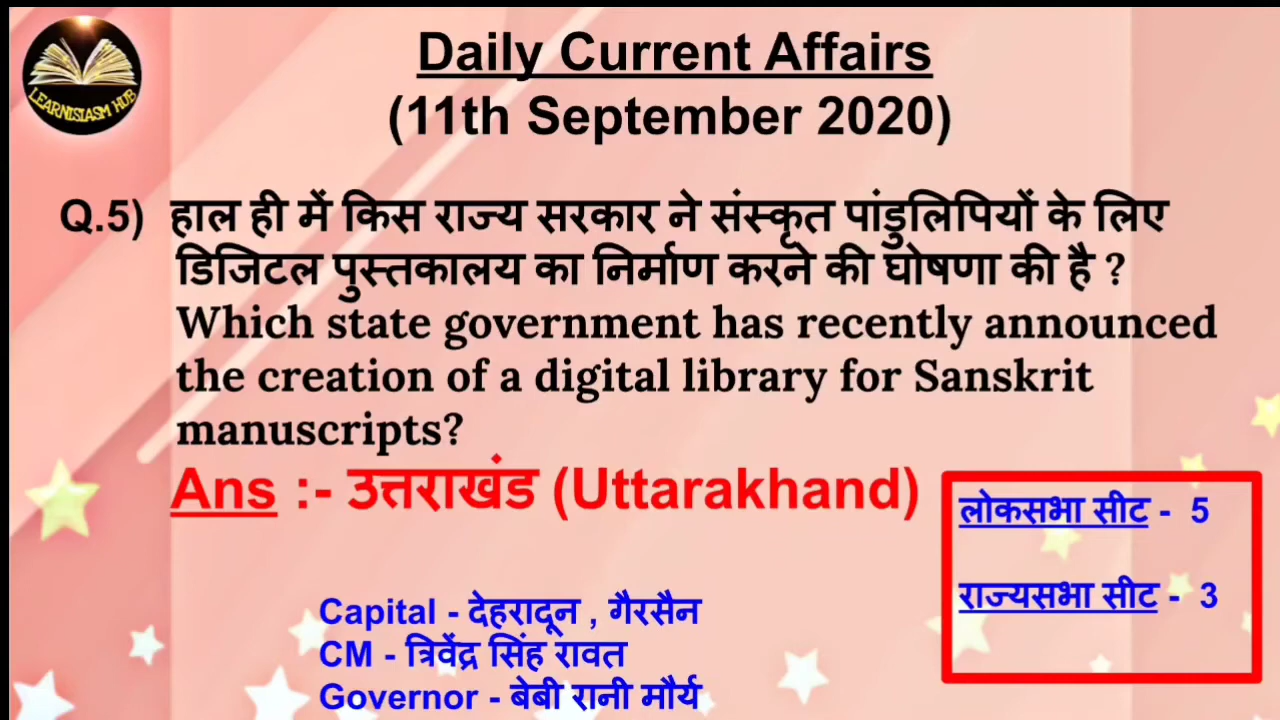 LEARNISIASM HUB
Daily Current Affairs
(11th September 2020)
Q.5) हाल ही में किस राज्य सरकार ने संस्कृत पांडुलिपियों के लिए
डिजिटल पुस्तकालय का निर्माण करने की घोषणा की है ?
Which state government has recently announced
the creation of a digital library for Sanskrit
manuscripts?
Ans :- उत्तराखंड (Uttarakhand)
लोकसभा सीट - 5
राज्यसभा सीट - 3
Capital - देहरादून , गैरसैन
CM - त्रिवेंद्र सिंह रावत
Governor - बेबी रानी मौर्य